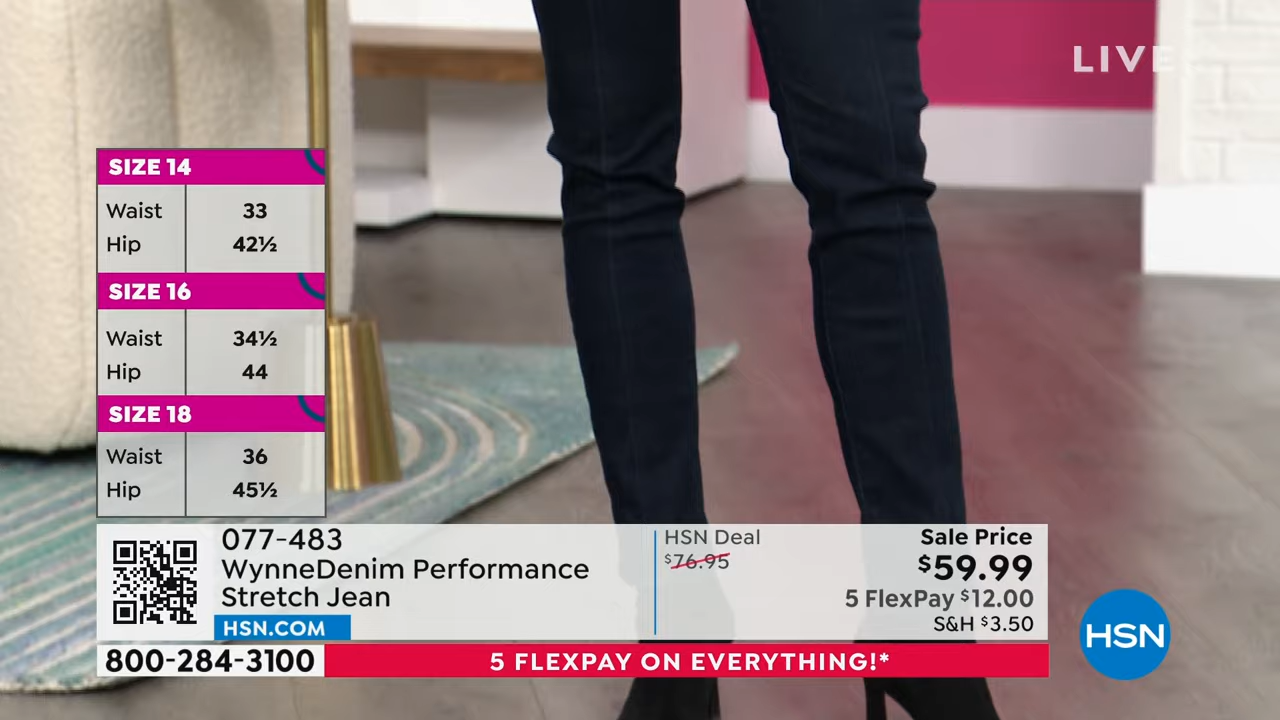 LIVE
SIZE 14
Waist 33
Hip 42½
SIZE 16
Waist 34½
Hip 44
SIZE 18
Waist 36
Hip 45½
077-483
WynneDenim Performance
Stretch Jean
HSN.COM
HSN Deal
$76.95
Sale Price
$59.99
5 FlexPay $12.00
S&H $3.50
800-284-3100
5 FLEXPAY ON EVERYTHING!*
HSN